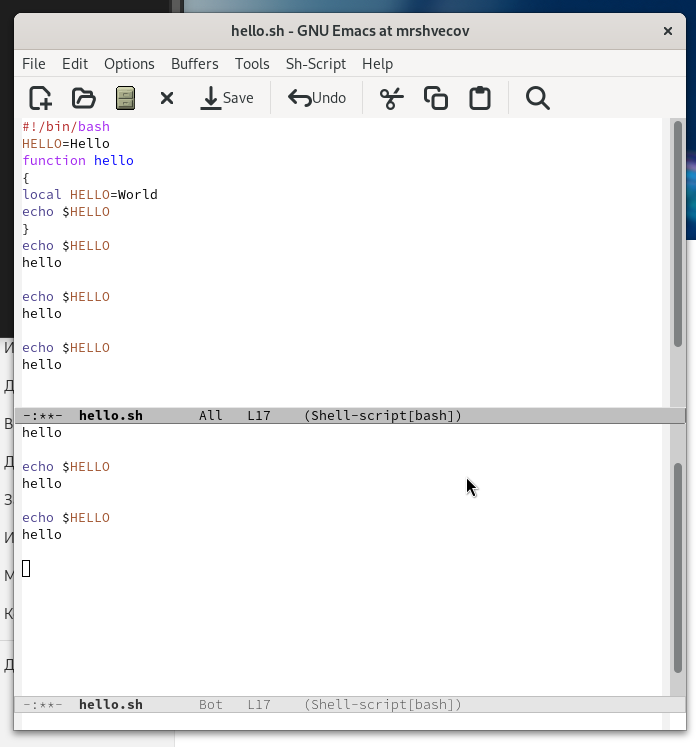 hello.sh - GNU Emacs at mrshvecov
File Edit Options Buffers Tools Sh-Script Help
Save Undo
#!/bin/bash
HELLO=Hello
function hello
{
local HELLO=World
echo $HELLO
}
echo $HELLO
hello
echo $HELLO
hello
echo $HELLO
hello
-:**- hello.sh All L17 (Shell-script[bash])
hello
echo $HELLO
hello
echo $HELLO
hello
-:**- hello.sh Bot L17 (Shell-script[bash])